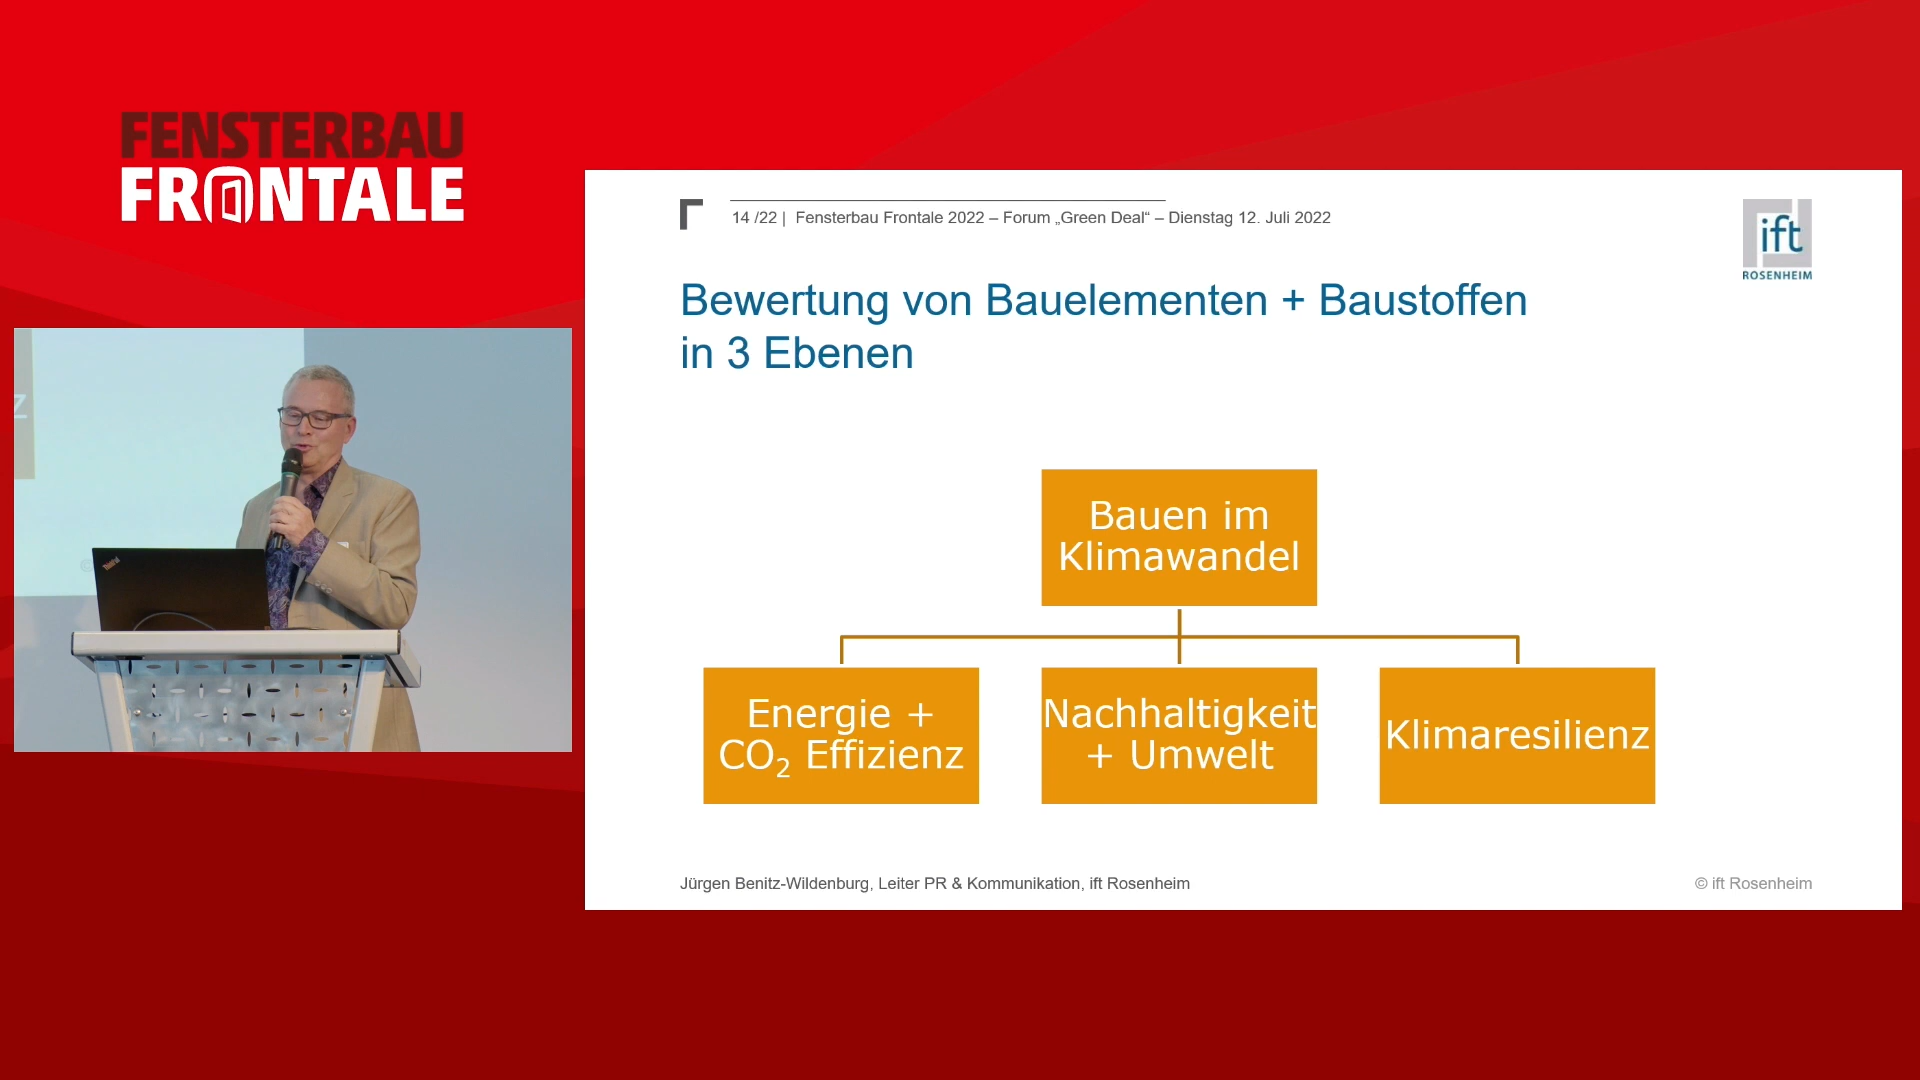 FENSTERBAU
FRONTALE
14 /22 | Fensterbau Frontale 2022 – Forum „Green Deal“ – Dienstag 12. Juli 2022
ift
ROSENHEIM
Bewertung von Bauelementen + Baustoffen
in 3 Ebenen
Bauen im
Klimawandel
Energie +
CO₂ Effizienz
Nachhaltigkeit
+ Umwelt
Klimaresilienz
Jürgen Benitz-Wildenburg, Leiter PR & Kommunikation, ift Rosenheim
© ift Rosenheim
z